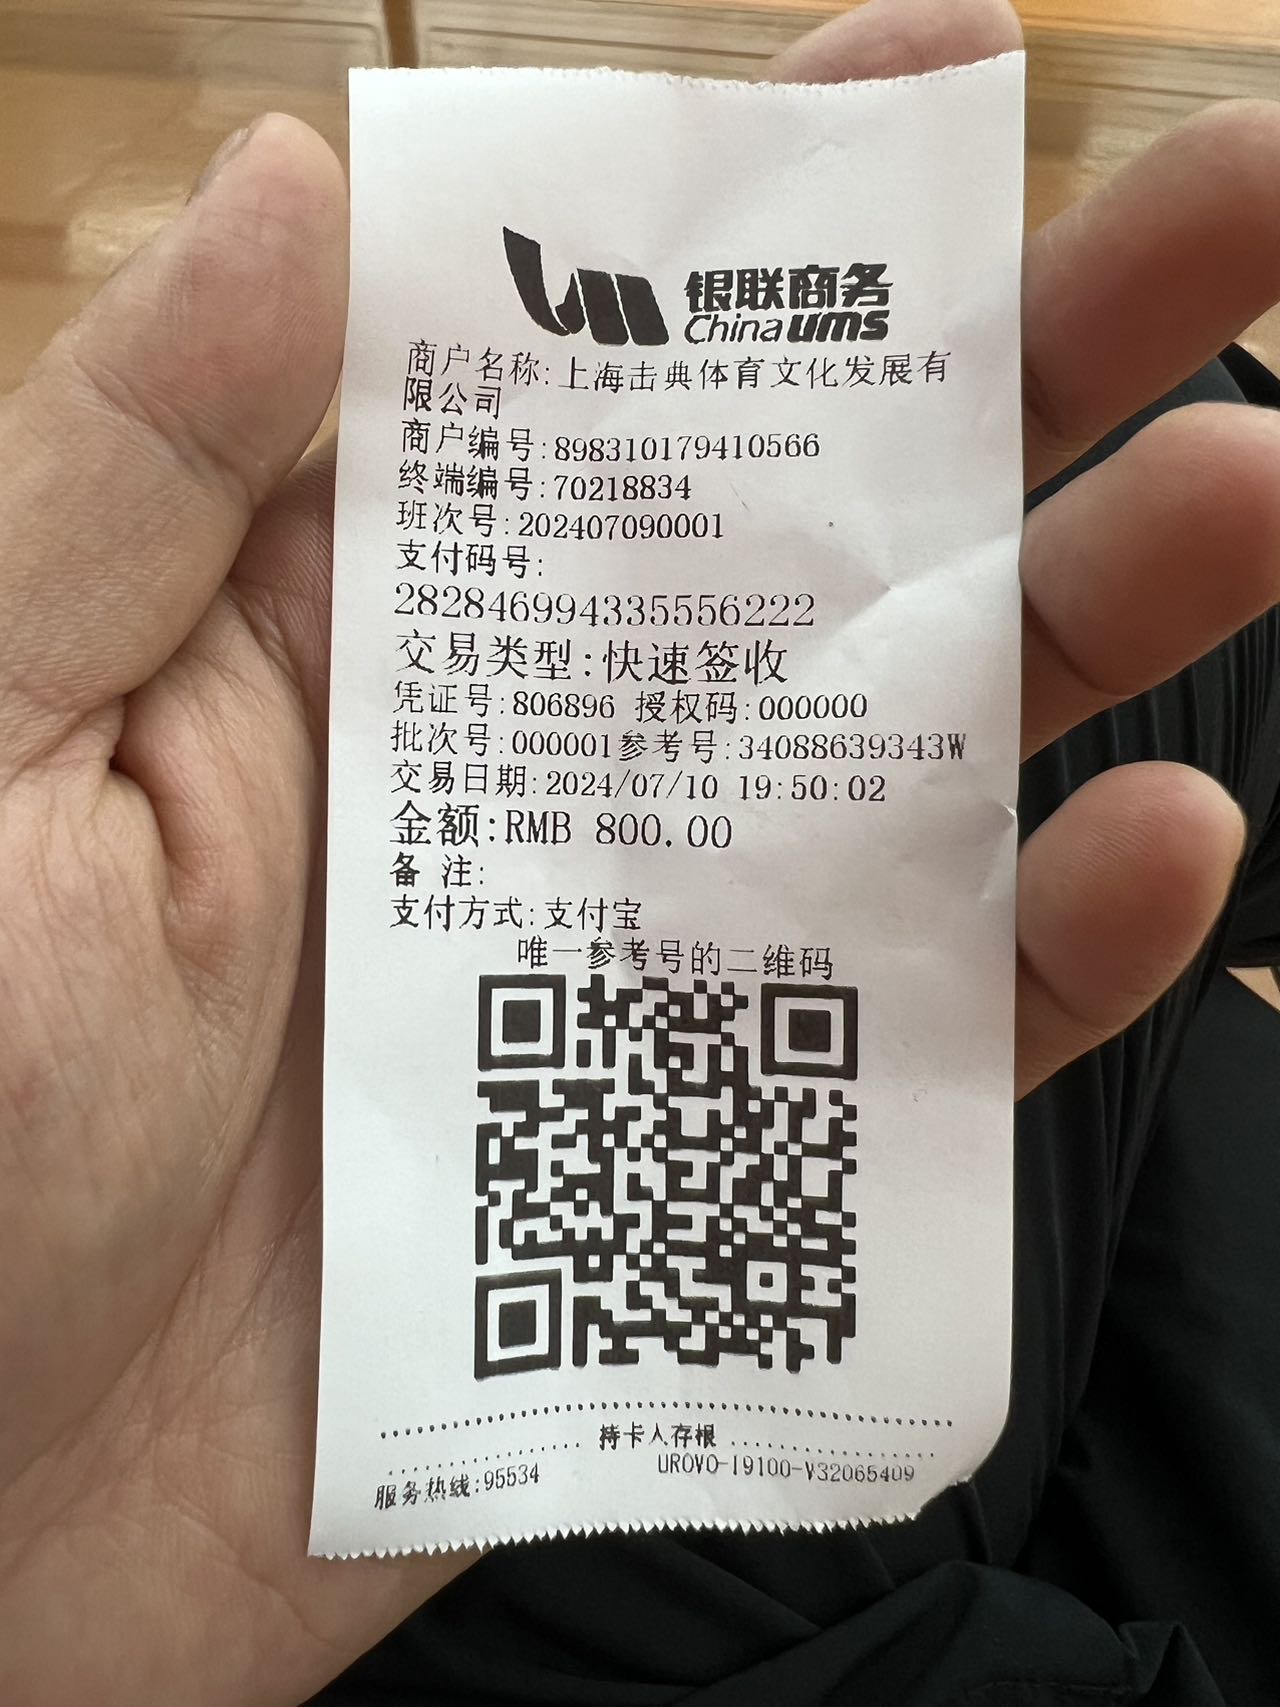 银联商务
China ums
商户名称:上海击典体育文化发展有
限公司
商户编号:898310179410566
终端编号:70218834
班次号:202407090001
支付码号:
282846994335556222
交易类型:快速签收
凭证号:806896 授权码:000000
批次号:000001参考号:34088639343W
交易日期:2024/07/10 19:50:02
金额:RMB 800.00
备 注:
支付方式:支付宝
唯一参考号的二维码
持卡人存根
服务热线:95534 UROVO-I9100-V32065409